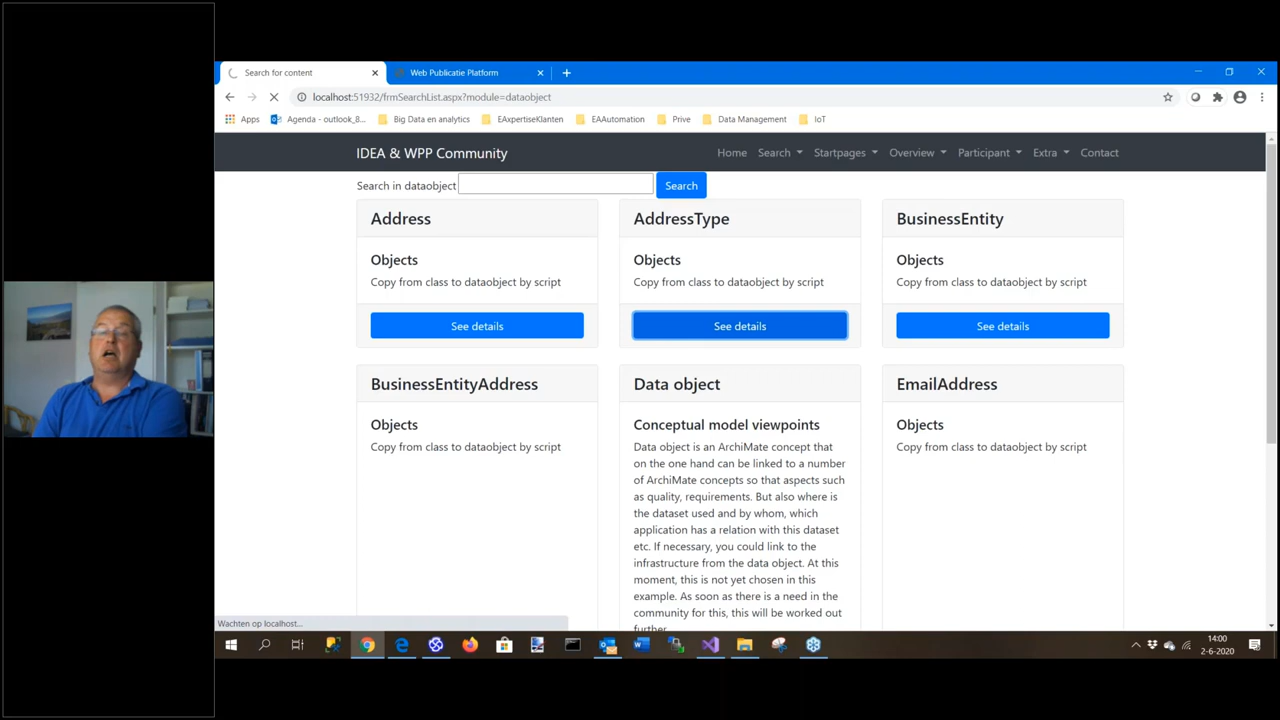 Search for content
Web Publicatie Platform
localhost:51932/frmSearchList.aspx?module=dataobject
Apps
Agenda - outlook_8...
Big Data en analytics
EAxpertiseKlanten
EAAutomation
Prive
Data Management
IoT
IDEA & WPP Community
Home
Search
Startpages
Overview
Participant
Extra
Contact
Search in dataobject
Search
Address
AddressType
BusinessEntity
Objects
Objects
Objects
Copy from class to dataobject by script
Copy from class to dataobject by script
Copy from class to dataobject by script
See details
See details
See details
BusinessEntityAddress
Data object
EmailAddress
Objects
Copy from class to dataobject by script
Conceptual model viewpoints
Data object is an ArchiMate concept that
on the one hand can be linked to a number
of ArchiMate concepts so that aspects such
as quality, requirements. But also where is
the dataset used and by whom, which
application has a relation with this dataset
etc. If necessary, you could link to the
infrastructure from the data object. At this
moment, this is not yet chosen in this
example. As soon as there is a need in the
community for this, this will be worked out
further
Objects
Copy from class to dataobject by script
Wachten op localhost...
14:00
2-6-2020